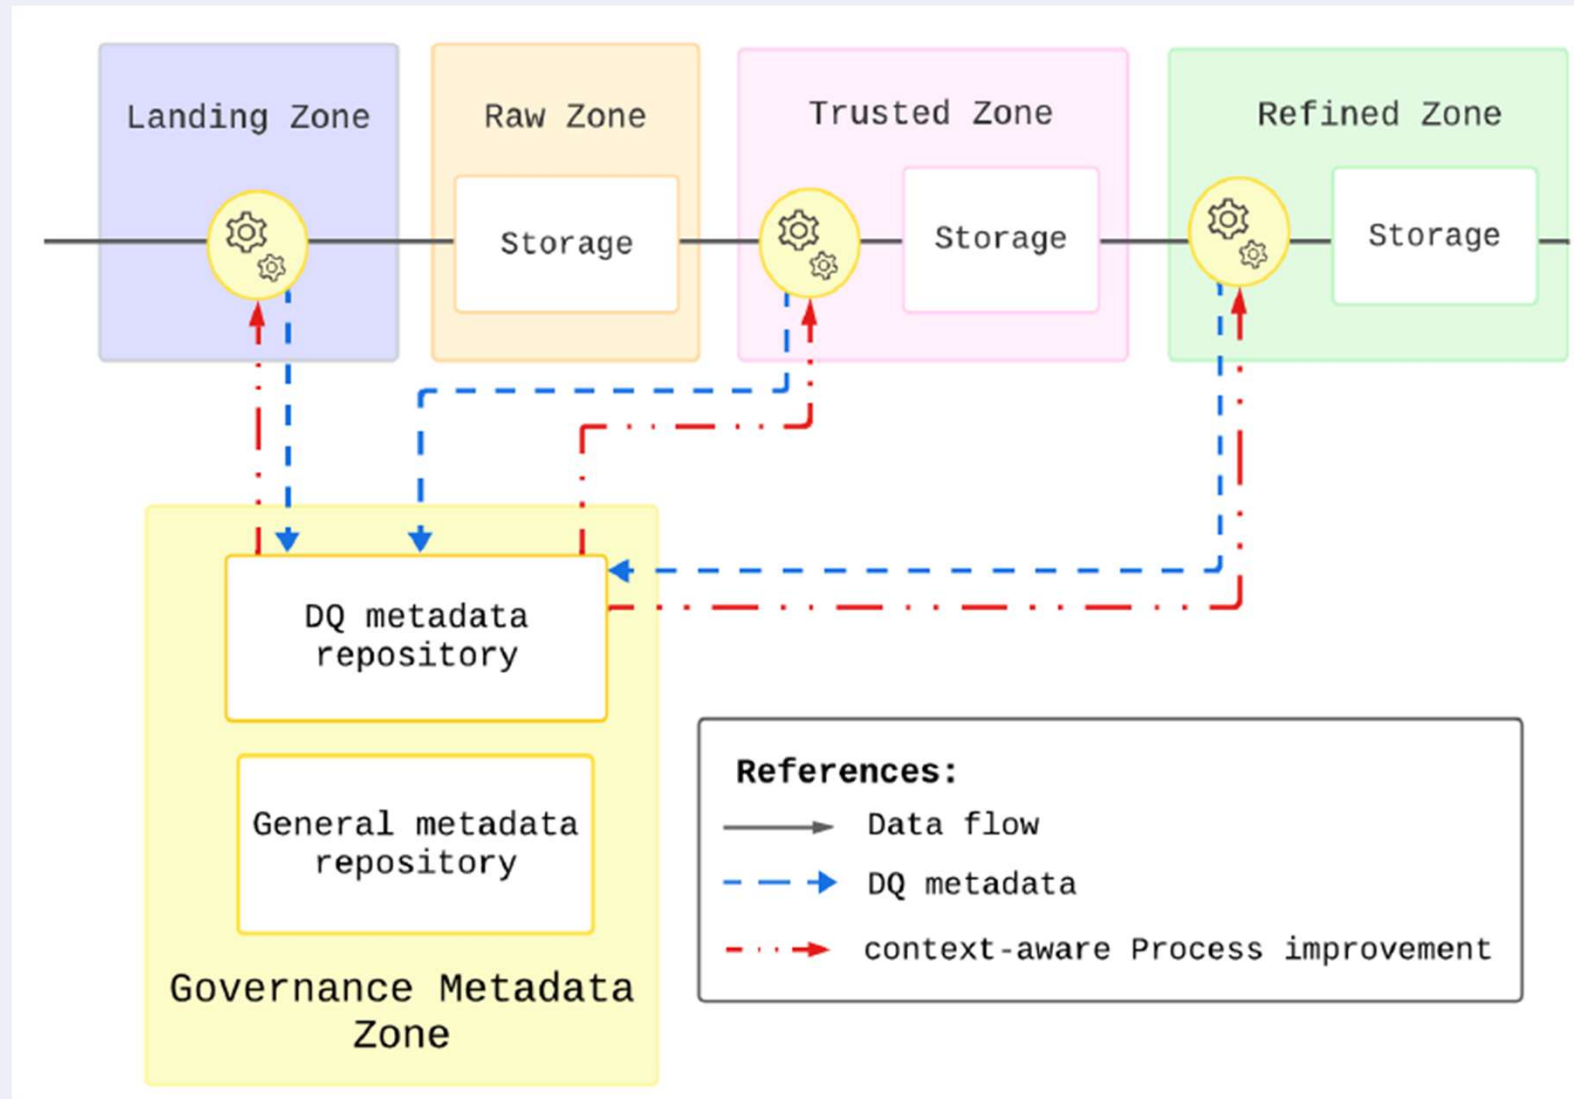 Landing Zone
Raw Zone
Trusted Zone
Refined Zone
Storage
Storage
Storage
DQ metadata
repository
General metadata
repository
Governance Metadata
Zone
References:
Data flow
DQ metadata
context-aware Process improvement